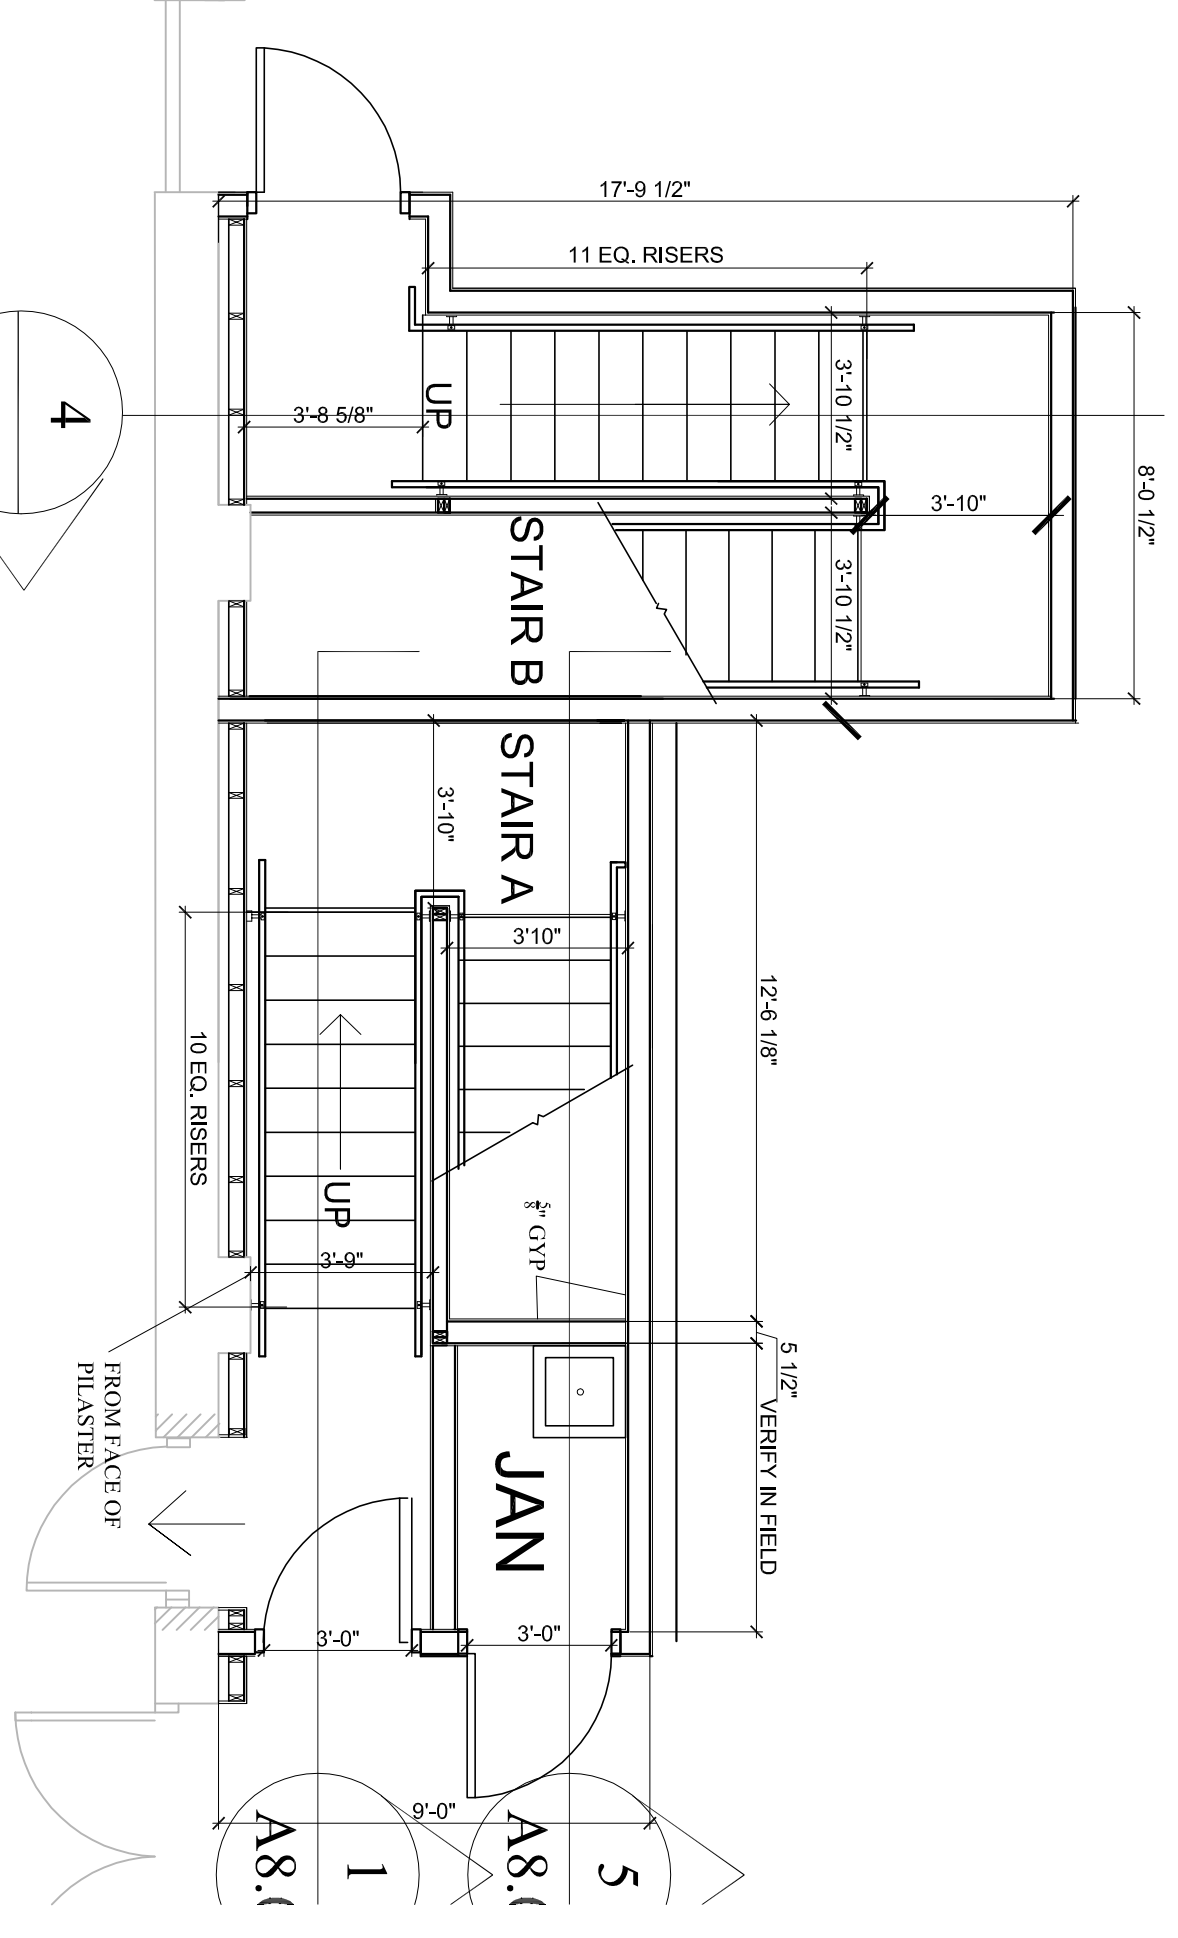 17'-9 1/2"
11 EQ. RISERS
3'-10 1/2"
8'-0 1/2"
UP
3'-8 5/8"
4
3'-10"
STAIR B
3'-10 1/2"
STAIR A
3'-10"
3'10"
12'-6 1/8"
10 EQ. RISERS
UP
5/8" GYP
3'-9"
5 1/2"
VERIFY IN FIELD
FROM FACE OF
PILASTER
JAN
3'-0"
3'-0"
9'-0"
1
5